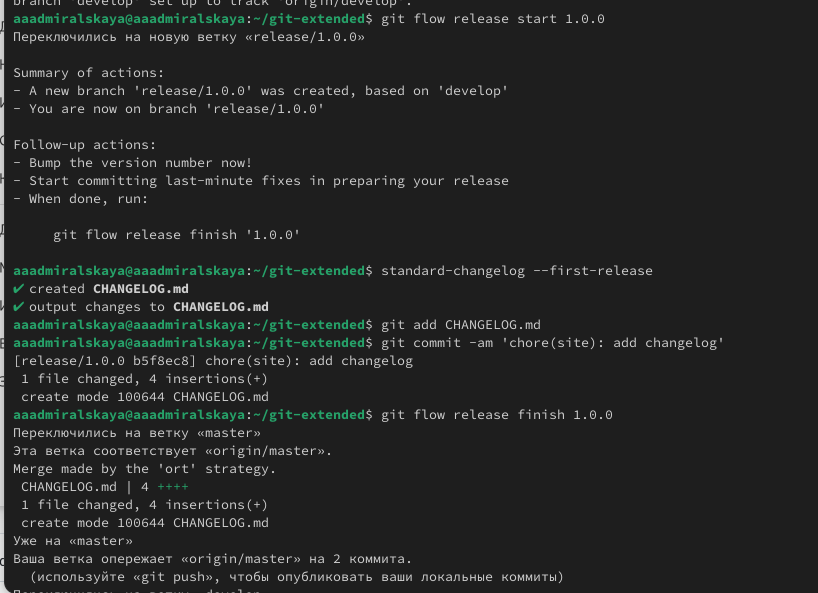 branch 'develop' set up to track 'origin/develop'.
aaadmiralskaya@aaadmiralskaya:~/git-extended$ git flow release start 1.0.0
Переключились на новую ветку «release/1.0.0»
Summary of actions:
- A new branch 'release/1.0.0' was created, based on 'develop'
- You are now on branch 'release/1.0.0'
Follow-up actions:
- Bump the version number now!
- Start committing last-minute fixes in preparing your release
- When done, run:
git flow release finish '1.0.0'
aaadmiralskaya@aaadmiralskaya:~/git-extended$ standard-changelog --first-release
✔ created CHANGELOG.md
✔ output changes to CHANGELOG.md
aaadmiralskaya@aaadmiralskaya:~/git-extended$ git add CHANGELOG.md
aaadmiralskaya@aaadmiralskaya:~/git-extended$ git commit -am 'chore(site): add changelog'
[release/1.0.0 b5f8ec8] chore(site): add changelog
1 file changed, 4 insertions(+)
create mode 100644 CHANGELOG.md
aaadmiralskaya@aaadmiralskaya:~/git-extended$ git flow release finish 1.0.0
Переключились на ветку «master»
Эта ветка соответствует «origin/master».
Merge made by the 'ort' strategy.
CHANGELOG.md | 4 ++++
1 file changed, 4 insertions(+)
create mode 100644 CHANGELOG.md
Уже на «master»
Ваша ветка опережает «origin/master» на 2 коммита.
(используйте «git push», чтобы опубликовать ваши локальные коммиты)